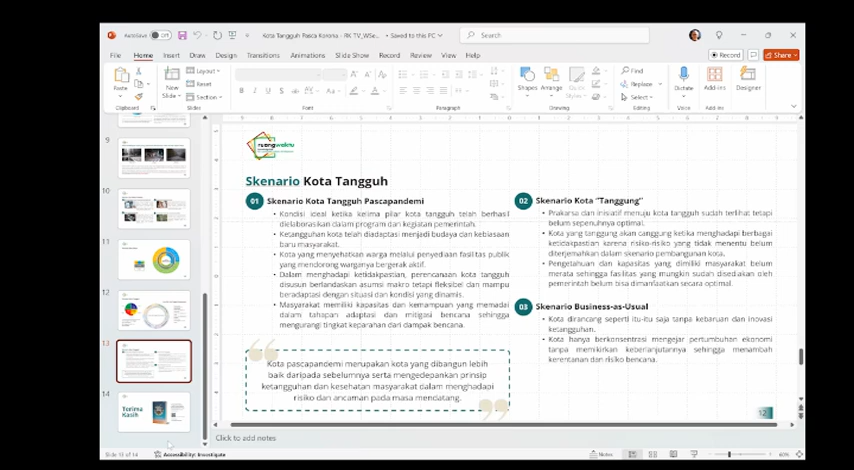 AutoSave Off
Kota Tangguh Pasca Korona - RK TV_WSe... • Saved to this PC
Search
File Home Insert Draw Design Transitions Animations Slide Show Record Review View Help
Record
Share
Paste
New Slide
Layout
Reset
Section
Shapes
Arrange
Quick Styles
Find
Replace
Select
Dictate
Add-ins
Designer
Clipboard
Slides
Font
Paragraph
Drawing
Editing
Voice
Add-ins
9
10
11
12
13
14
Terima Kasih
ruangwaktu
Skenario Kota Tangguh
01 Skenario Kota Tangguh Pascapandemi
• Kondisi ideal ketika kelima pilar kota tangguh telah berhasil
dielaborasikan dalam program dan kegiatan pemerintah.
• Ketangguhan kota telah diadaptasi menjadi budaya dan kebiasaan
baru masyarakat.
• Kota yang menyehatkan warga melalui penyediaan fasilitas publik
yang mendorong warganya bergerak aktif.
• Dalam menghadapi ketidakpastian, perencanaan kota tangguh
disusun berlandaskan asumsi makro tetapi fleksibel dan mampu
beradaptasi dengan situasi dan kondisi yang dinamis.
• Masyarakat memiliki kapasitas dan kemampuan yang memadai
dalam tahapan adaptasi dan mitigasi bencana sehingga
mengurangi tingkat keparahan dari dampak bencana.
Kota pascapandemi merupakan kota yang dibangun lebih
baik daripada sebelumnya serta mengedepankan prinsip
ketangguhan dan kesehatan masyarakat dalam menghadapi
risiko dan ancaman pada masa mendatang.
02 Skenario Kota "Tanggung"
• Prakarsa dan inisiatif menuju kota tangguh sudah terlihat tetapi
belum sepenuhnya optimal.
• Kota yang tanggung akan canggung ketika menghadapi berbagai
ketidakpastian karena risiko-risiko yang tidak menentu belum
diterjemahkan dalam skenario pembangunan kota.
• Pengetahuan dan kapasitas yang dimiliki masyarakat belum
merata sehingga fasilitas yang mungkin sudah disediakan oleh
pemerintah belum bisa dimanfaatkan secara optimal.
03 Skenario Business-as-Usual
• Kota dirancang seperti itu-itu saja tanpa kebaruan dan inovasi
ketangguhan.
• Kota hanya berkonsentrasi mengejar pertumbuhan ekonomi
tanpa memikirkan keberlanjutannya sehingga menambah
kerentanan dan risiko bencana.
12
Click to add notes
Slide 13 of 14
Accessibility: Investigate
Notes
60%